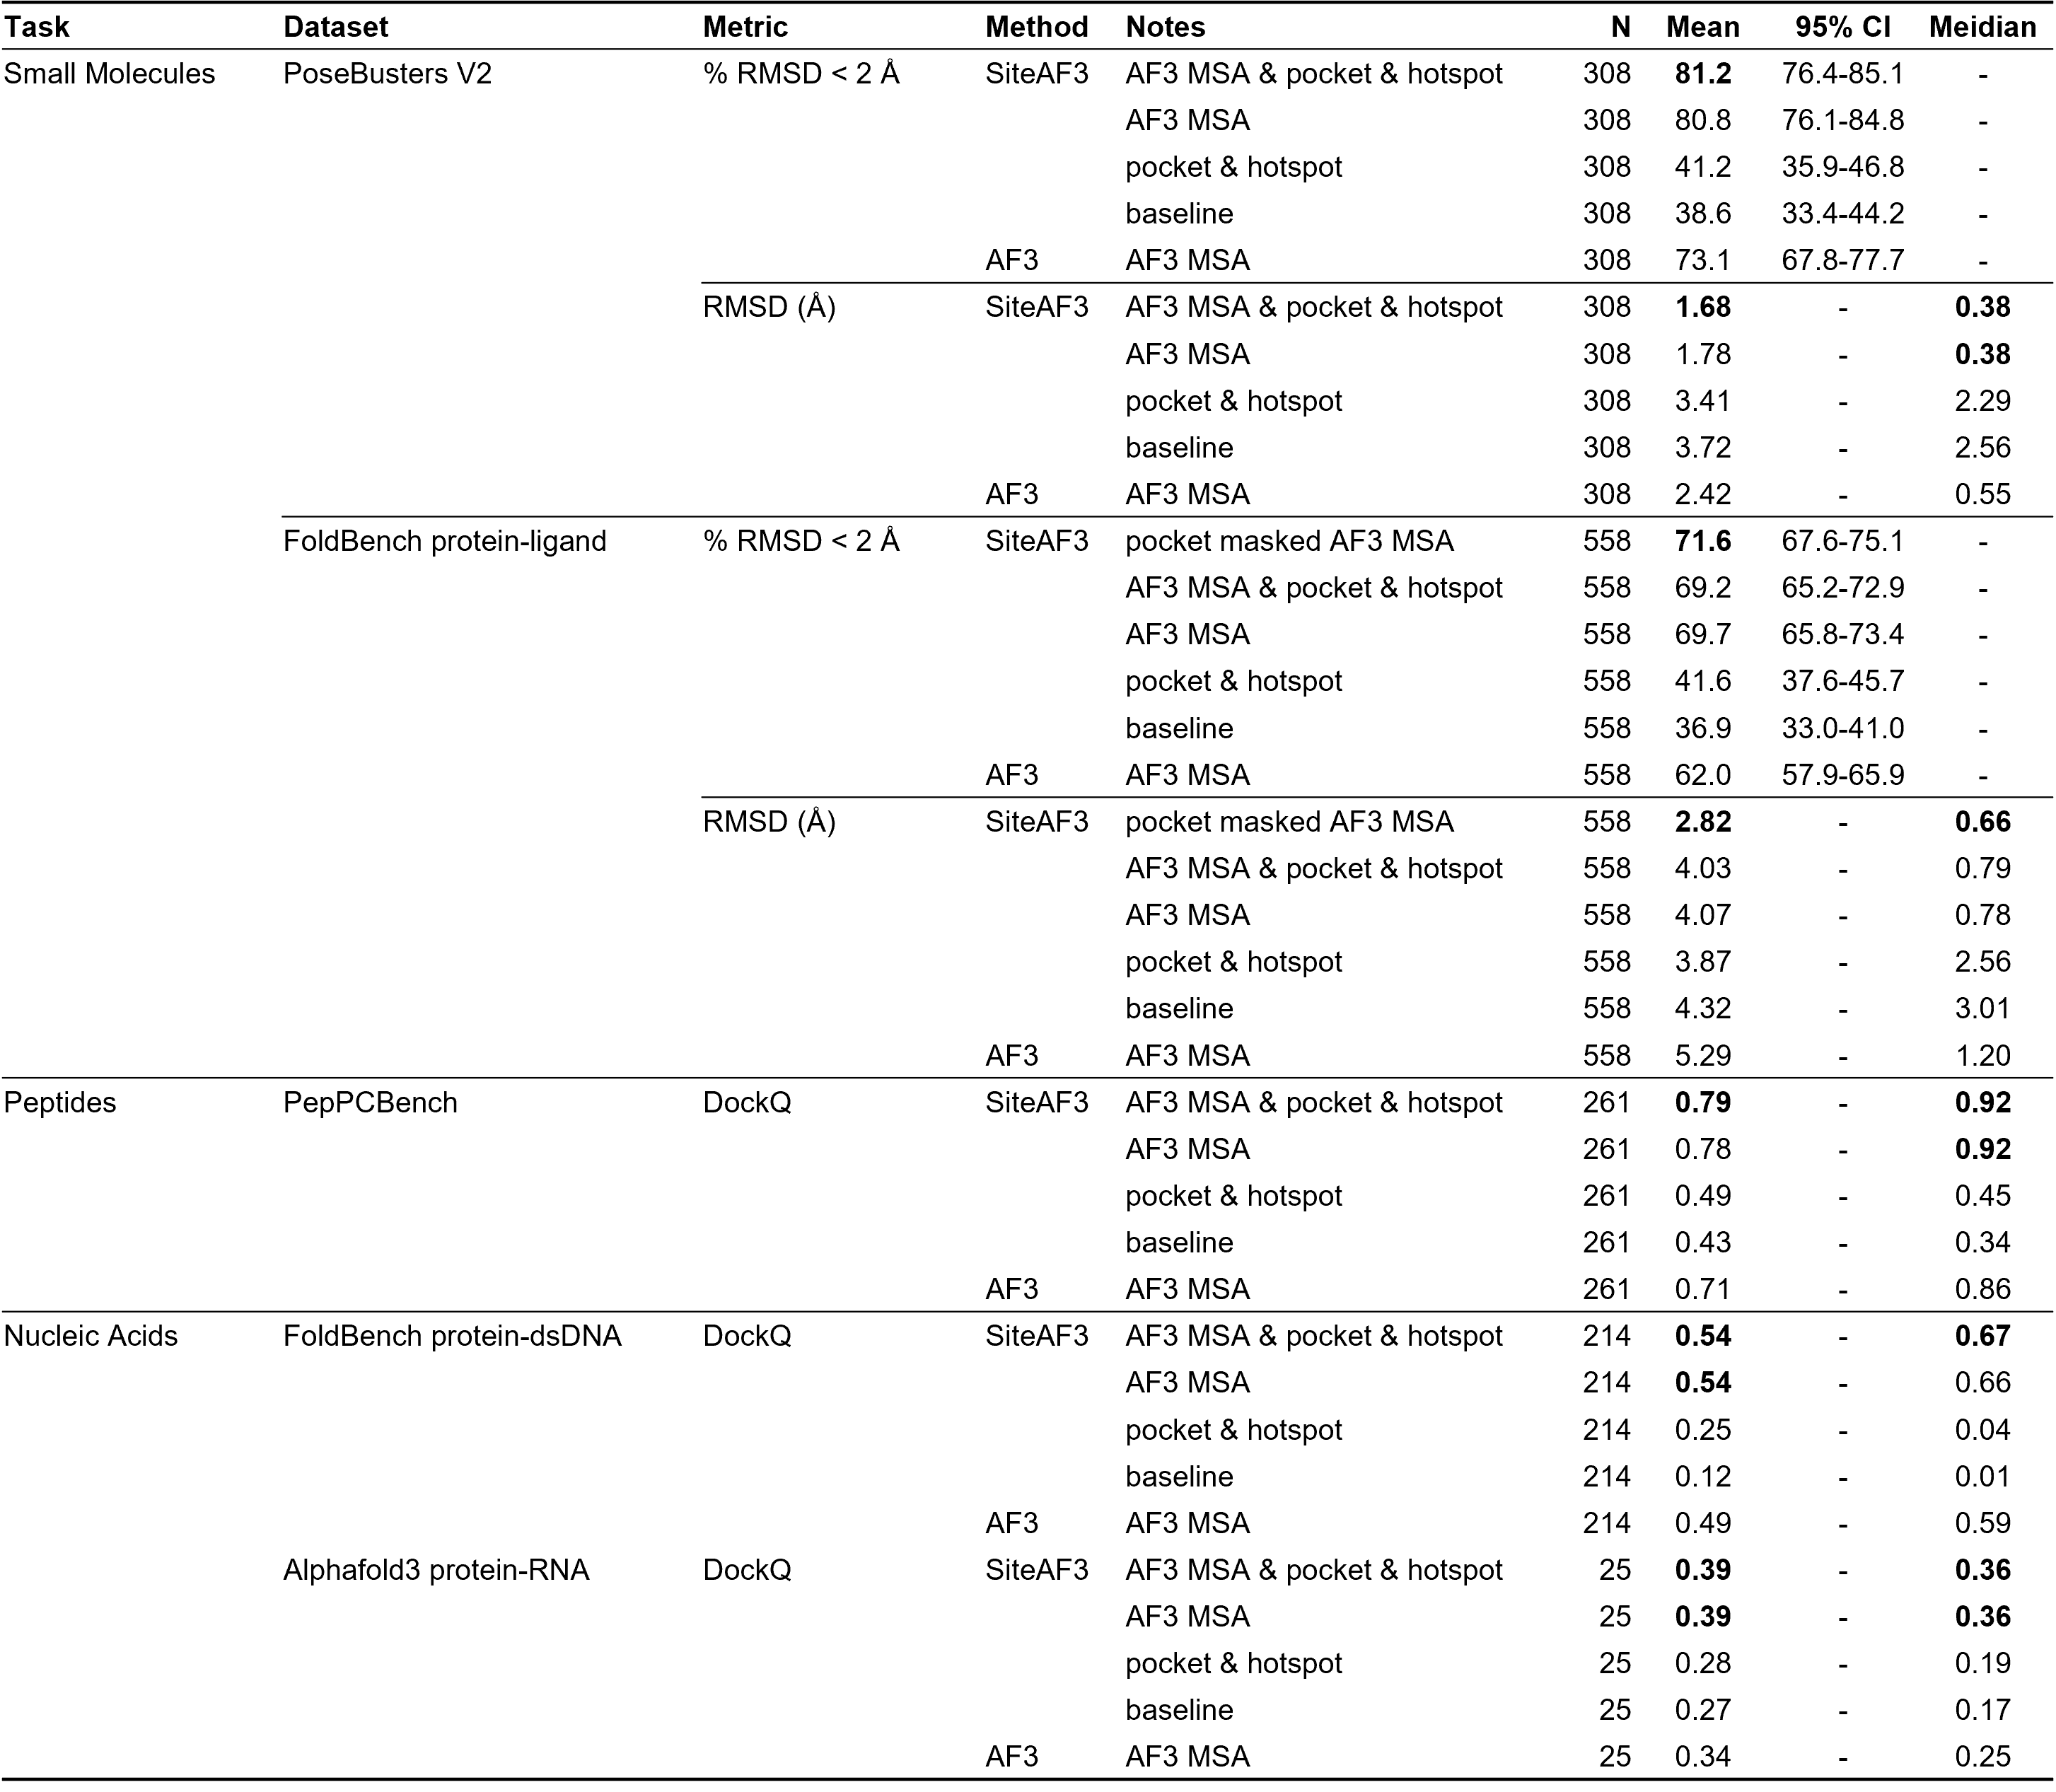 Task Dataset Metric Method Notes N Mean 95% CI Meidian
Small Molecules PoseBusters V2 % RMSD < 2 Å SiteAF3 AF3 MSA & pocket & hotspot 308 81.2 76.4-85.1 -
AF3 MSA 308 80.8 76.1-84.8 -
pocket & hotspot 308 41.2 35.9-46.8 -
baseline 308 38.6 33.4-44.2 -
AF3 AF3 MSA 308 73.1 67.8-77.7 -
RMSD (Å) SiteAF3 AF3 MSA & pocket & hotspot 308 1.68 - 0.38
AF3 MSA 308 1.78 - 0.38
pocket & hotspot 308 3.41 - 2.29
baseline 308 3.72 - 2.56
AF3 AF3 MSA 308 2.42 - 0.55
FoldBench protein-ligand % RMSD < 2 Å SiteAF3 pocket masked AF3 MSA 558 71.6 67.6-75.1 -
AF3 MSA & pocket & hotspot 558 69.2 65.2-72.9 -
AF3 MSA 558 69.7 65.8-73.4 -
pocket & hotspot 558 41.6 37.6-45.7 -
baseline 558 36.9 33.0-41.0 -
AF3 AF3 MSA 558 62.0 57.9-65.9 -
RMSD (Å) SiteAF3 pocket masked AF3 MSA 558 2.82 - 0.66
AF3 MSA & pocket & hotspot 558 4.03 - 0.79
AF3 MSA 558 4.07 - 0.78
pocket & hotspot 558 3.87 - 2.56
baseline 558 4.32 - 3.01
AF3 AF3 MSA 558 5.29 - 1.20
Peptides PepPCBench DockQ SiteAF3 AF3 MSA & pocket & hotspot 261 0.79 - 0.92
AF3 MSA 261 0.78 - 0.92
pocket & hotspot 261 0.49 - 0.45
baseline 261 0.43 - 0.34
AF3 AF3 MSA 261 0.71 - 0.86
Nucleic Acids FoldBench protein-dsDNA DockQ SiteAF3 AF3 MSA & pocket & hotspot 214 0.54 - 0.67
AF3 MSA 214 0.54 - 0.66
pocket & hotspot 214 0.25 - 0.04
baseline 214 0.12 - 0.01
AF3 AF3 MSA 214 0.49 - 0.59
Alphafold3 protein-RNA DockQ SiteAF3 AF3 MSA & pocket & hotspot 25 0.39 - 0.36
AF3 MSA 25 0.39 - 0.36
pocket & hotspot 25 0.28 - 0.19
baseline 25 0.27 - 0.17
AF3 AF3 MSA 25 0.34 - 0.25